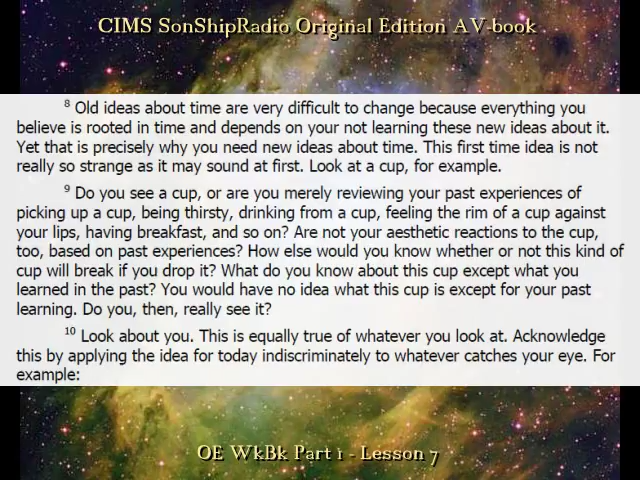 CIMS SonShipRadio Original Edition AV-book
8 Old ideas about time are very difficult to change because everything you
believe is rooted in time and depends on your not learning these new ideas about it.
Yet that is precisely why you need new ideas about time. This first time idea is not
really so strange as it may sound at first. Look at a cup, for example.
9 Do you see a cup, or are you merely reviewing your past experiences of
picking up a cup, being thirsty, drinking from a cup, feeling the rim of a cup against
your lips, having breakfast, and so on? Are not your aesthetic reactions to the cup,
too, based on past experiences? How else would you know whether or not this kind of
cup will break if you drop it? What do you know about this cup except what you
learned in the past? You would have no idea what this cup is except for your past
learning. Do you, then, really see it?
10 Look about you. This is equally true of whatever you look at. Acknowledge
this by applying the idea for today indiscriminately to whatever catches your eye. For
example:
OE WkBk Part 1 - Lesson 7